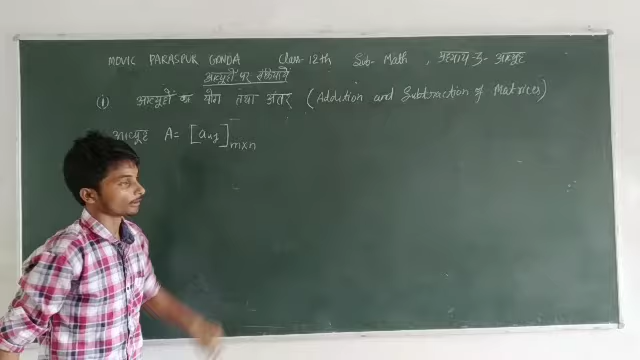 MDVIC PARASPUR GONDA Class-12th Sub- Math , अध्याय-3- आव्यूह
आव्यूहों पर संक्रियायें
(i) आव्यूहों का योग तथा अंतर (Addition and Subtraction of Matrices)
आव्यूह A= [aij]m×n